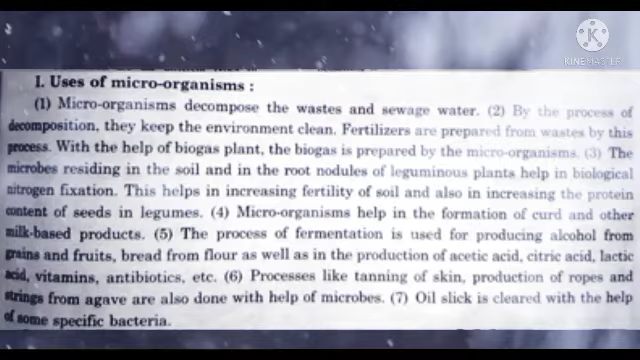 KINEMASTER
I. Uses of micro-organisms :
(1) Micro-organisms decompose the wastes and sewage water. (2) By the process of
decomposition, they keep the environment clean. Fertilizers are prepared from wastes by this
process. With the help of biogas plant, the biogas is prepared by the micro-organisms. (3) The
microbes residing in the soil and in the root nodules of leguminous plants help in biological
nitrogen fixation. This helps in increasing fertility of soil and also in increasing the protein
content of seeds in legumes. (4) Micro-organisms help in the formation of curd and other
milk-based products. (5) The process of fermentation is used for producing alcohol from
grains and fruits, bread from flour as well as in the production of acetic acid, citric acid, lactic
acid, vitamins, antibiotics, etc. (6) Processes like tanning of skin, production of ropes and
strings from agave are also done with help of microbes. (7) Oil slick is cleared with the help
of some specific bacteria.